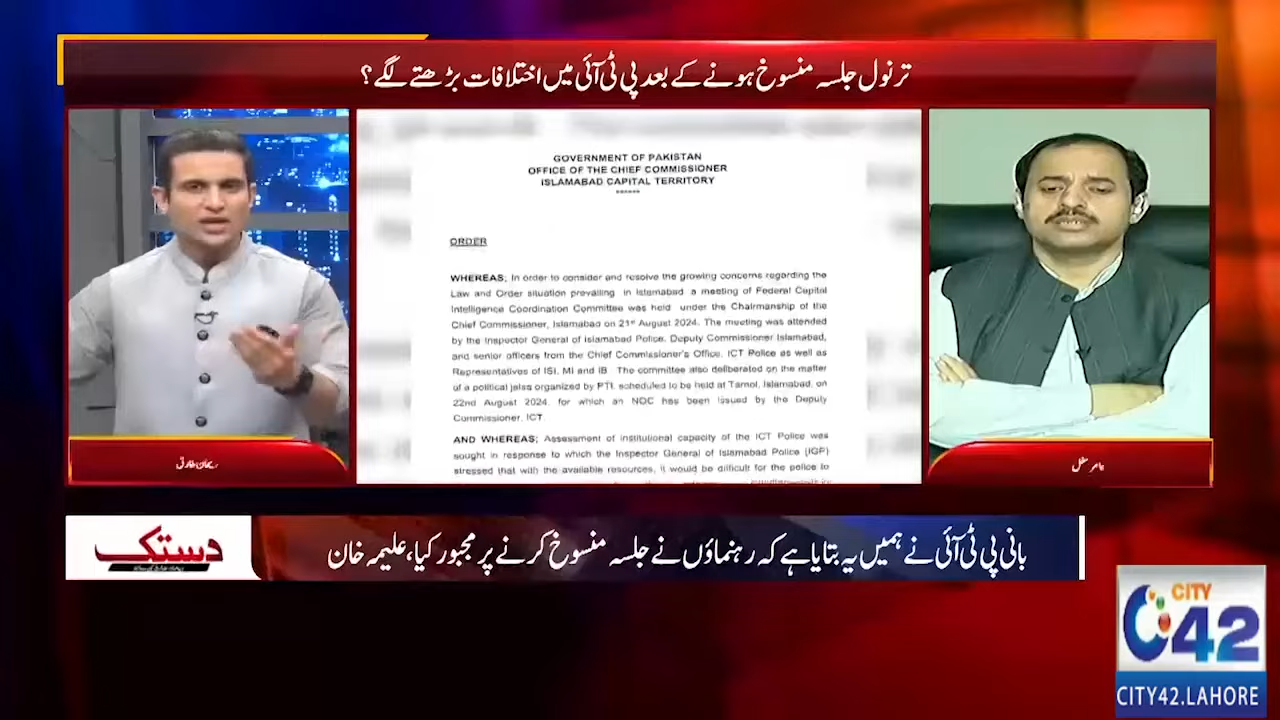 ترنول جلسہ منسوخ ہونے کے بعد پی ٹی آئی میں اختلافات بڑھنے لگے؟
GOVERNMENT OF PAKISTAN
OFFICE OF THE CHIEF COMMISSIONER
ISLAMABAD CAPITAL TERRITORY
******
ORDER
WHEREAS; In order to consider and resolve the growing concerns regarding the
Law and Order situation prevailing in Islamabad a meeting of Federal Capital
Intelligence Coordination Committee was held under the Chairmanship of the
Chief Commissioner, Islamabad on 21st August 2024. The meeting was attended
by the Inspector General of Islamabad Police, Deputy Commissioner Islamabad,
and senior officers from the Chief Commissioner's Office, ICT Police as well as
Representatives of ISI, MI and IB. The committee also deliberated on the matter
of a political jalsa organized by PTI, scheduled to be held at Tarnol, Islamabad, on
22nd August 2024, for which an NOC has been issued by the Deputy
Commissioner, ICT.
AND WHEREAS; Assessment of institutional capacity of the ICT Police was
sought in response to which the Inspector General of Islamabad Police (IGP)
stressed that with the available resources, it would be difficult for the police to
ریحان طارق
عامر مغل
دستک
بانی پی ٹی آئی نے ہمیں یہ بتایا ہے کہ رہنماؤں نے جلسہ منسوخ کرنے پر مجبور کیا، علیمہ خان
CITY
42
CITY42.LAHORE